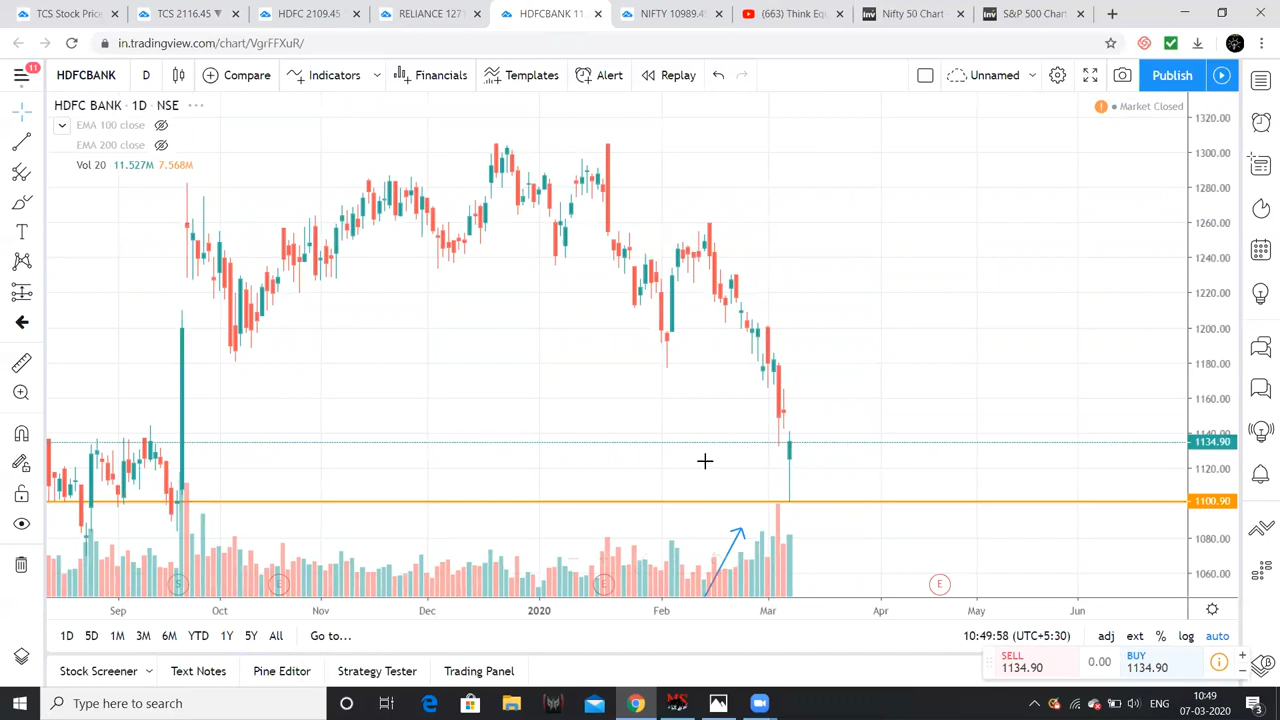 TCS Stock Price
TCS 2116.45 ▼
HDFC 2109.45
RELIANCE 127
HDFCBANK 11
NIFTY 10989.45
(663) Think Eq
Nifty 50 Chart
S&P 500 Chart
in.tradingview.com/chart/VgrFFXuR/
11
HDFCBANK D Compare Indicators Financials Templates Alert Replay Unnamed Publish
HDFC BANK · 1D · NSE
Market Closed
EMA 100 close
EMA 200 close
Vol 20 11.527M 7.568M
1320.00
1300.00
1280.00
1260.00
1240.00
1220.00
1200.00
1180.00
1160.00
1140.00
1134.90
1120.00
1100.90
1080.00
1060.00
S E E E
Sep Oct Nov Dec 2020 Feb Mar Apr May Jun
1D 5D 1M 3M 6M YTD 1Y 5Y All Go to...
10:49:58 (UTC+5:30) adj ext % log auto
SELL
1134.90
0.00
BUY
1134.90
Stock Screener Text Notes Pine Editor Strategy Tester Trading Panel
Type here to search
ENG
10:49
07-03-2020